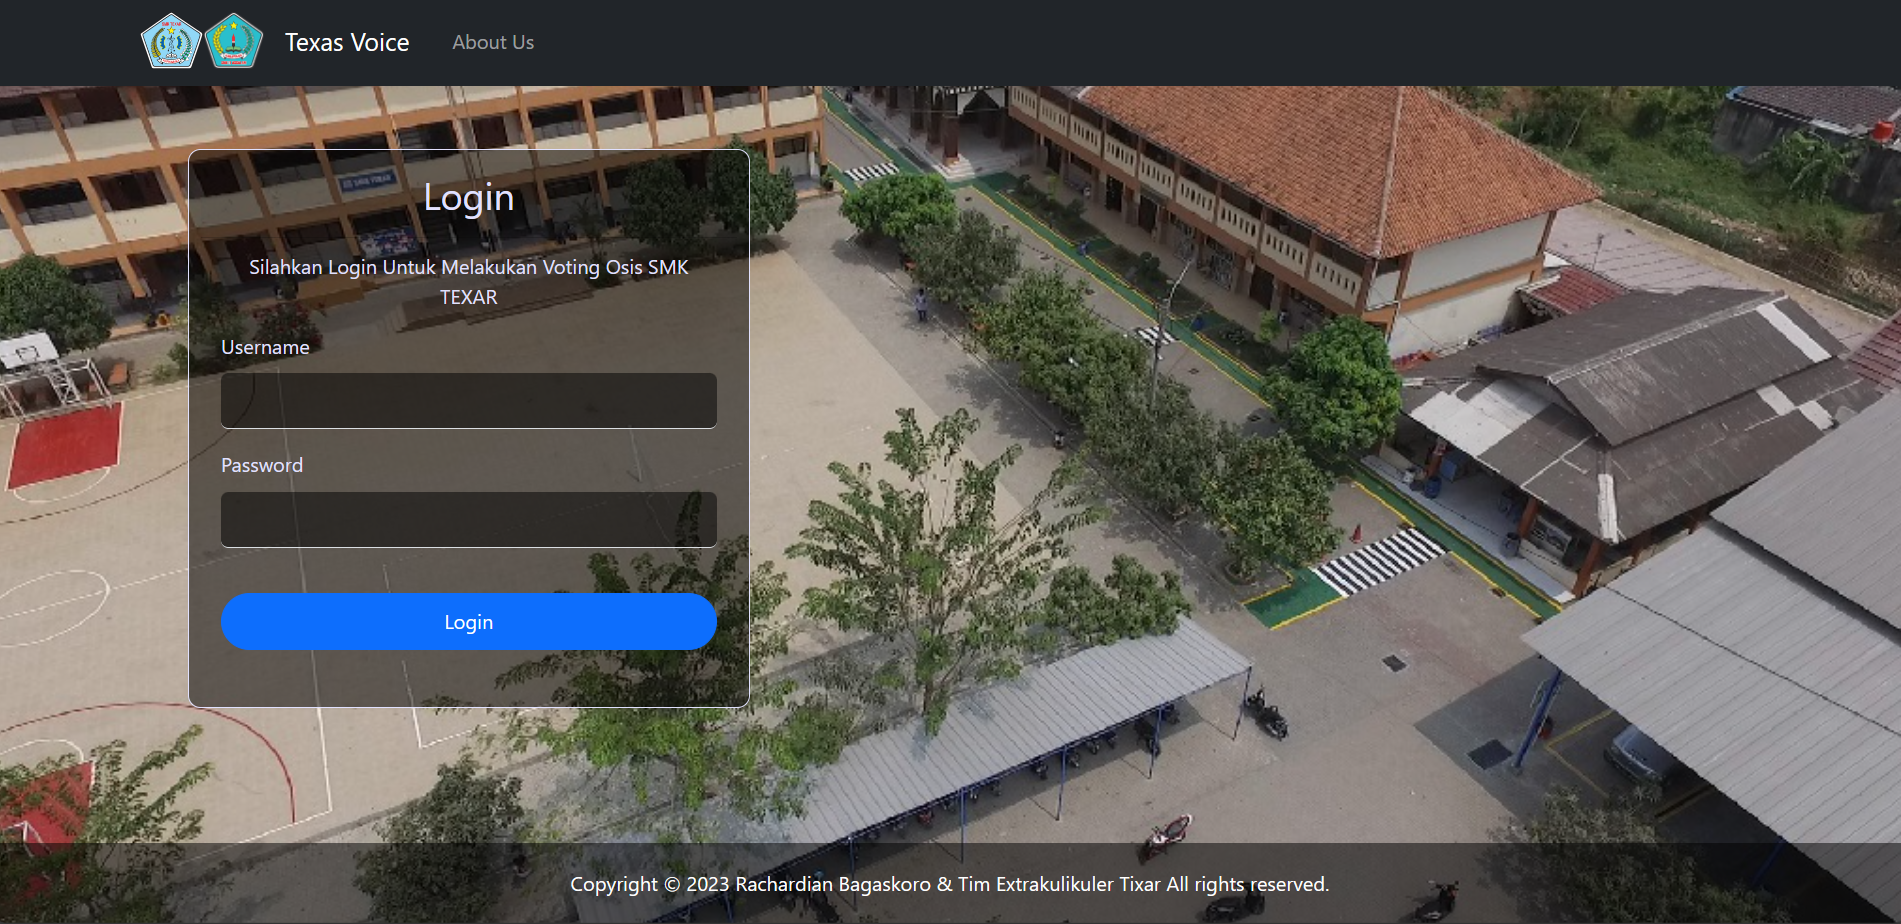 Texas Voice
About Us
Login
Silahkan Login Untuk Melakukan Voting Osis SMK
TEXAR
Username
Password
Login
Copyright © 2023 Rachardian Bagaskoro & Tim Extrakulikuler Tixar All rights reserved.